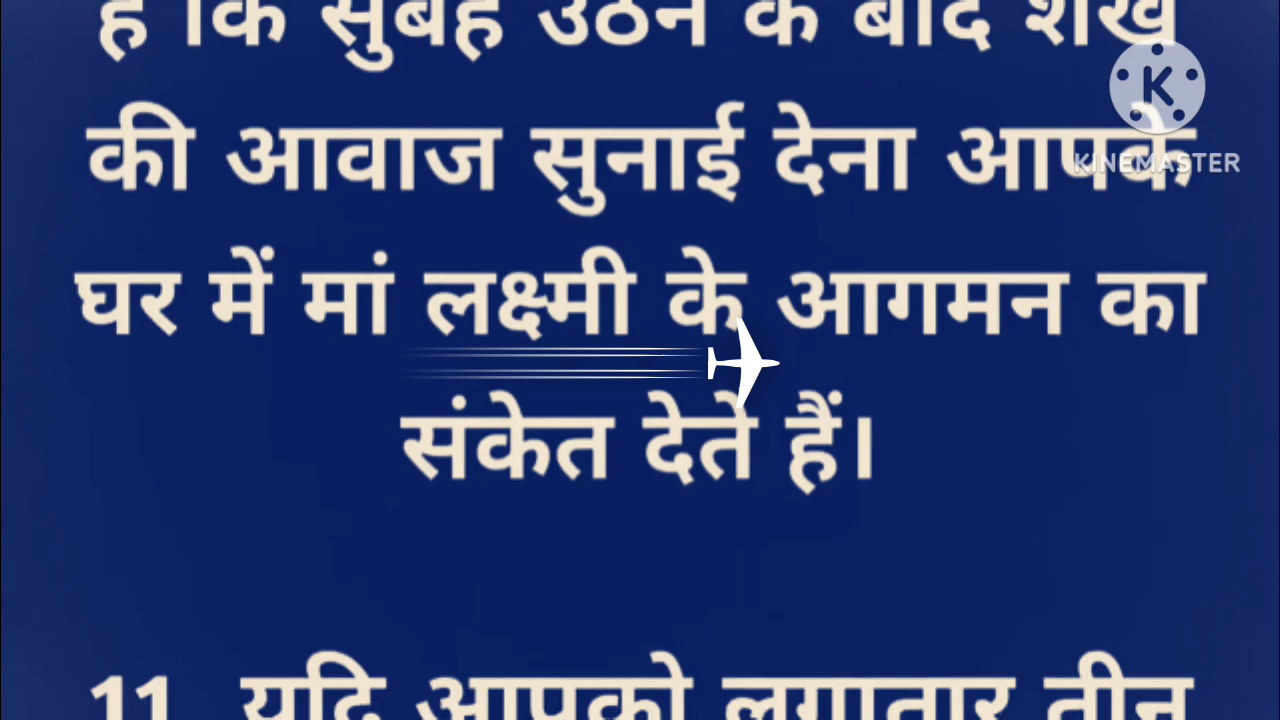 है कि सुबह उठने के बाद शंख
K
KINEMASTER
की आवाज सुनाई देना आपके
घर में मां लक्ष्मी के आगमन का
संकेत देते हैं।
11. यदि आपको लगातार तीन